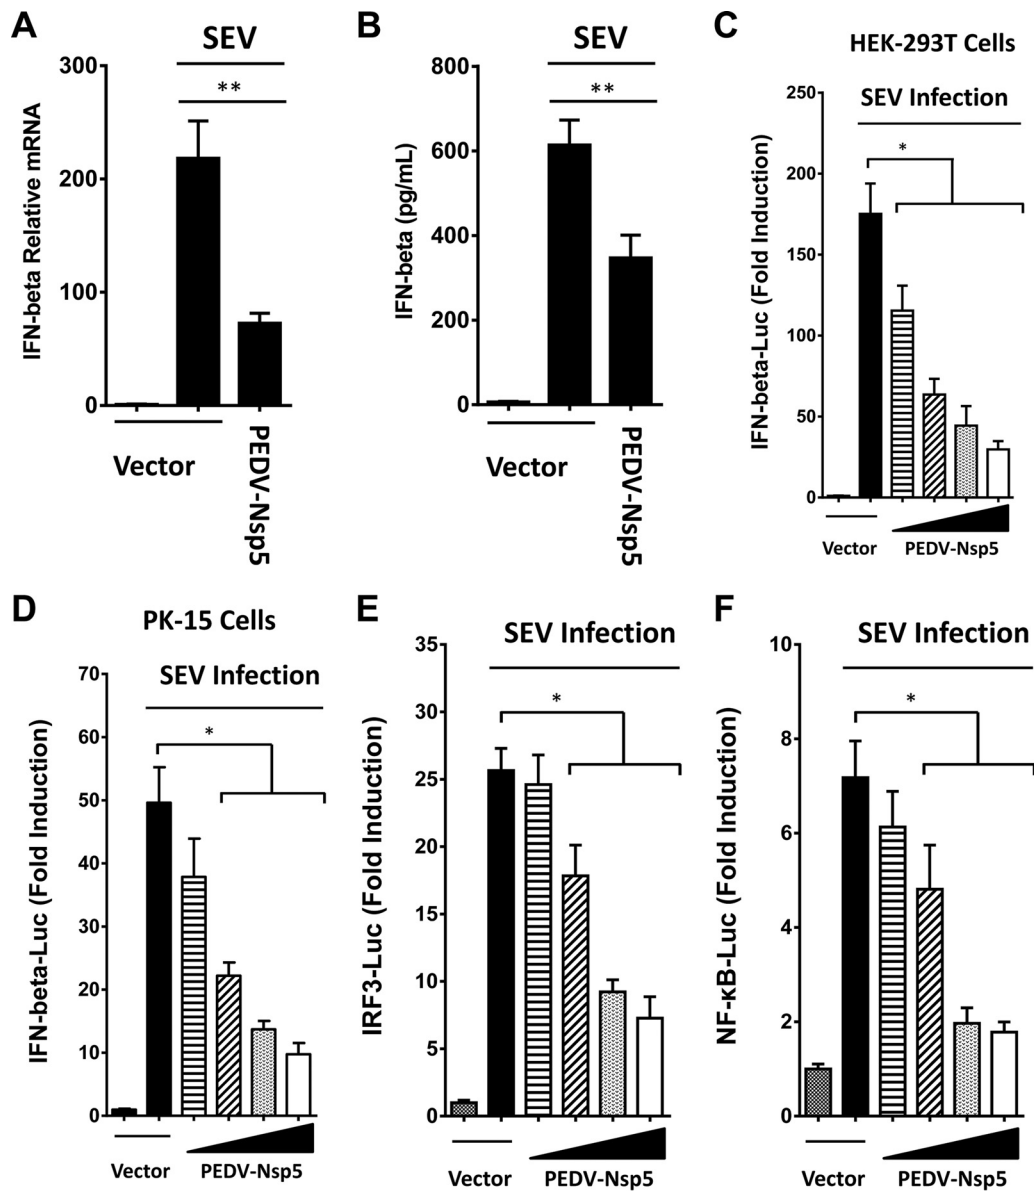 A
SEV
**
IFN-beta Relative mRNA
300
200
100
0
Vector
PEDV-Nsp5
B
SEV
**
IFN-beta (pg/mL)
800
600
400
200
0
Vector
PEDV-Nsp5
C
HEK-293T Cells
SEV Infection
*
IFN-beta-Luc (Fold Induction)
250
200
150
100
50
0
Vector
PEDV-Nsp5
D
PK-15 Cells
SEV Infection
*
IFN-beta-Luc (Fold Induction)
70
60
50
40
30
20
10
0
Vector
PEDV-Nsp5
E
SEV Infection
*
IRF3-Luc (Fold Induction)
35
30
25
20
15
10
5
0
Vector
PEDV-Nsp5
F
SEV Infection
*
NF-κB-Luc (Fold Induction)
10
8
6
4
2
0
Vector
PEDV-Nsp5